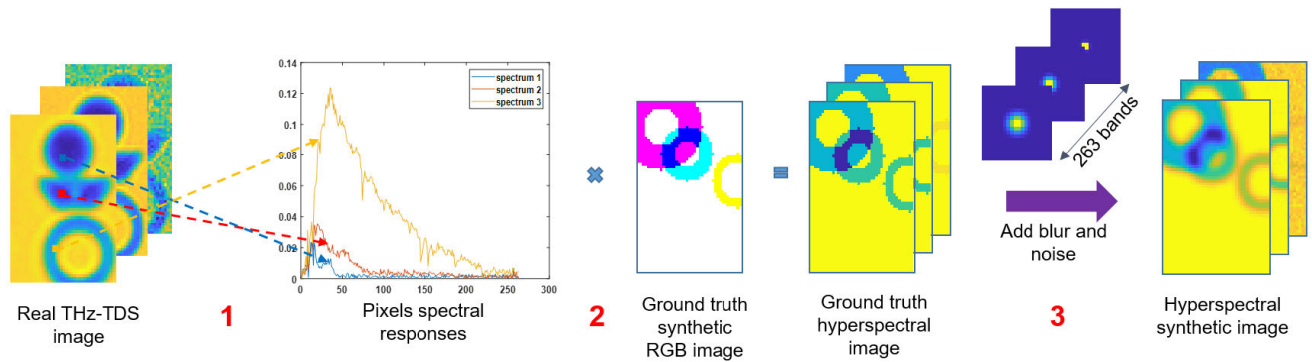 0.14
0.12
0.1
0.08
0.06
0.04
0.02
0
0
50
100
150
200
250
300
spectrum 1
spectrum 2
spectrum 3
263 bands
Add blur and
noise
Real THz-TDS
image
1
Pixels spectral
responses
2
Ground truth
synthetic
RGB image
Ground truth
hyperspectral
image
3
Hyperspectral
synthetic image